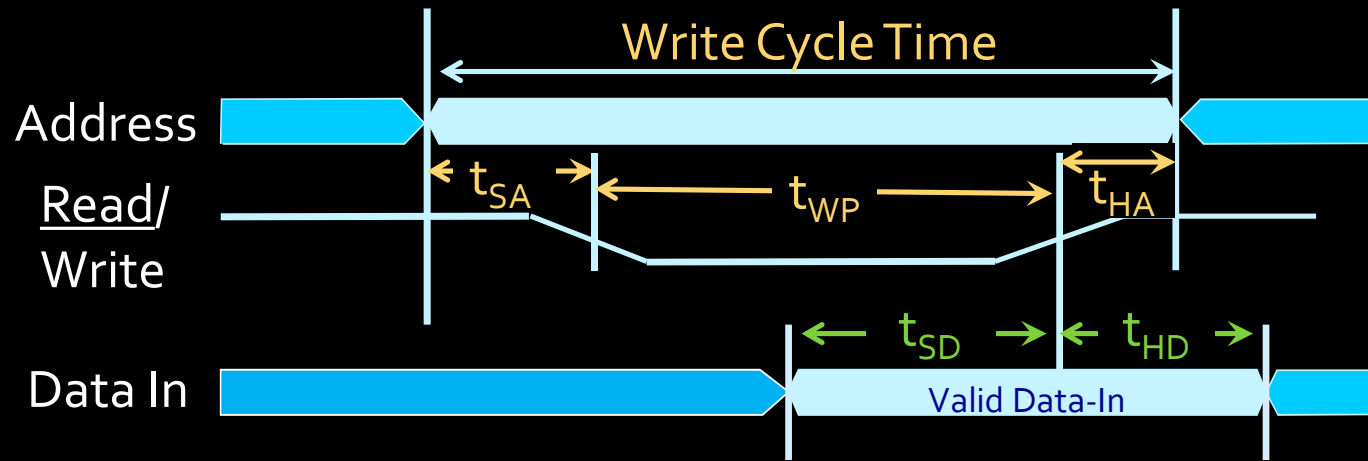 Write Cycle Time
Address
tSA
tWP
tHA
Read/
Write
tSD
tHD
Data In
Valid Data-In